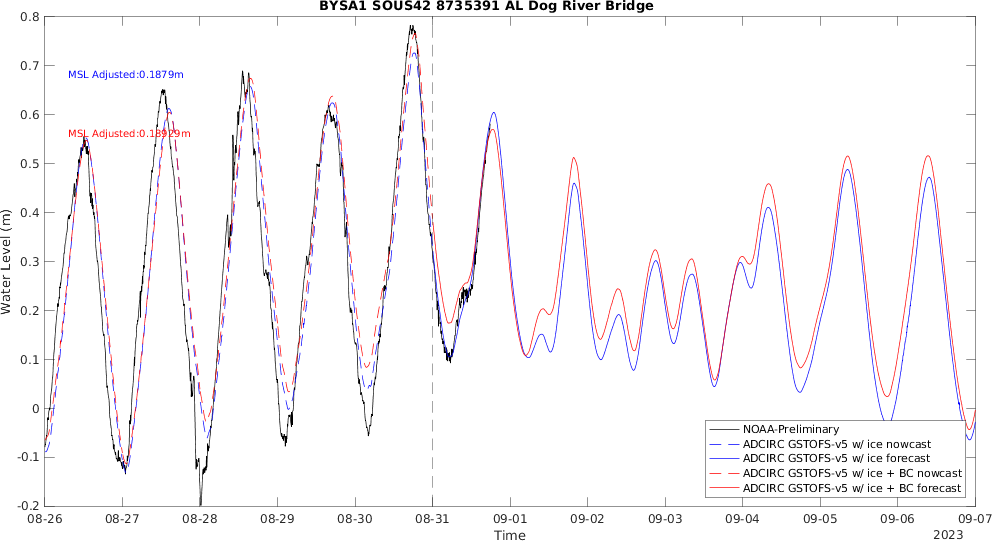 BYSA1 SOUS42 8735391 AL Dog River Bridge
0.8
0.7
0.6
0.5
0.4
0.3
0.2
0.1
0
-0.1
-0.2
Water Level (m)
MSL Adjusted:0.1879m
MSL Adjusted:0.18929m
NOAA-Preliminary
ADCIRC GSTOFS-v5 w/ ice nowcast
ADCIRC GSTOFS-v5 w/ ice forecast
ADCIRC GSTOFS-v5 w/ ice + BC nowcast
ADCIRC GSTOFS-v5 w/ ice + BC forecast
08-26 08-27 08-28 08-29 08-30 08-31 09-01 09-02 09-03 09-04 09-05 09-06 09-07
Time
2023